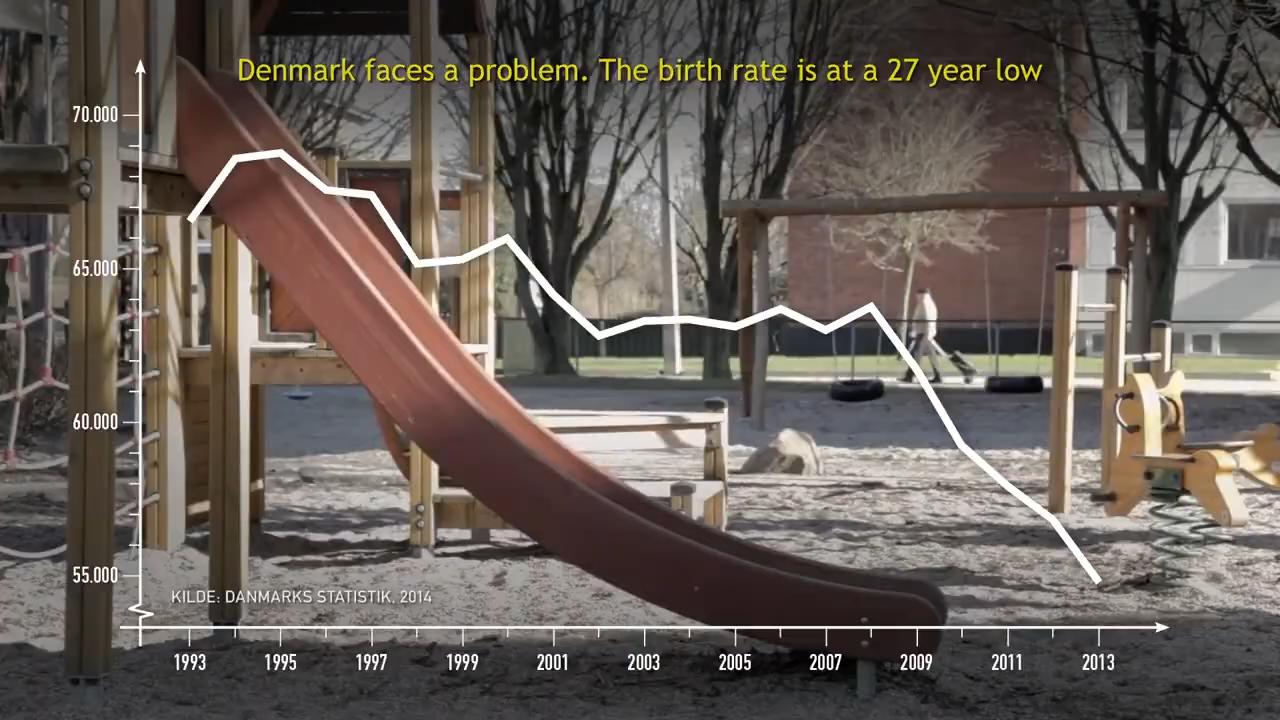 Denmark faces a problem. The birth rate is at a 27 year low
70.000
65.000
60.000
55.000
KILDE: DANMARKS STATISTIK, 2014
1993 1995 1997 1999 2001 2003 2005 2007 2009 2011 2013